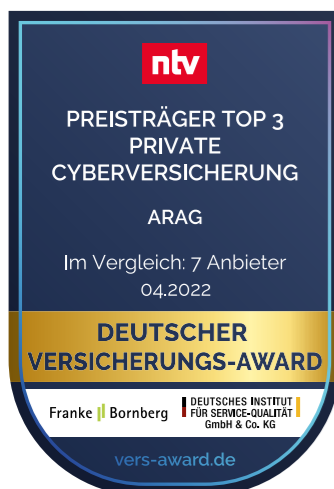 ntv
PREISTRÄGER TOP 3
PRIVATE
CYBERVERSICHERUNG
ARAG
Im Vergleich: 7 Anbieter
04.2022
DEUTSCHER
VERSICHERUNGS-AWARD
Franke Bornberg
DEUTSCHES INSTITUT
FÜR SERVICE-QUALITÄT
GmbH & Co. KG
vers-award.de